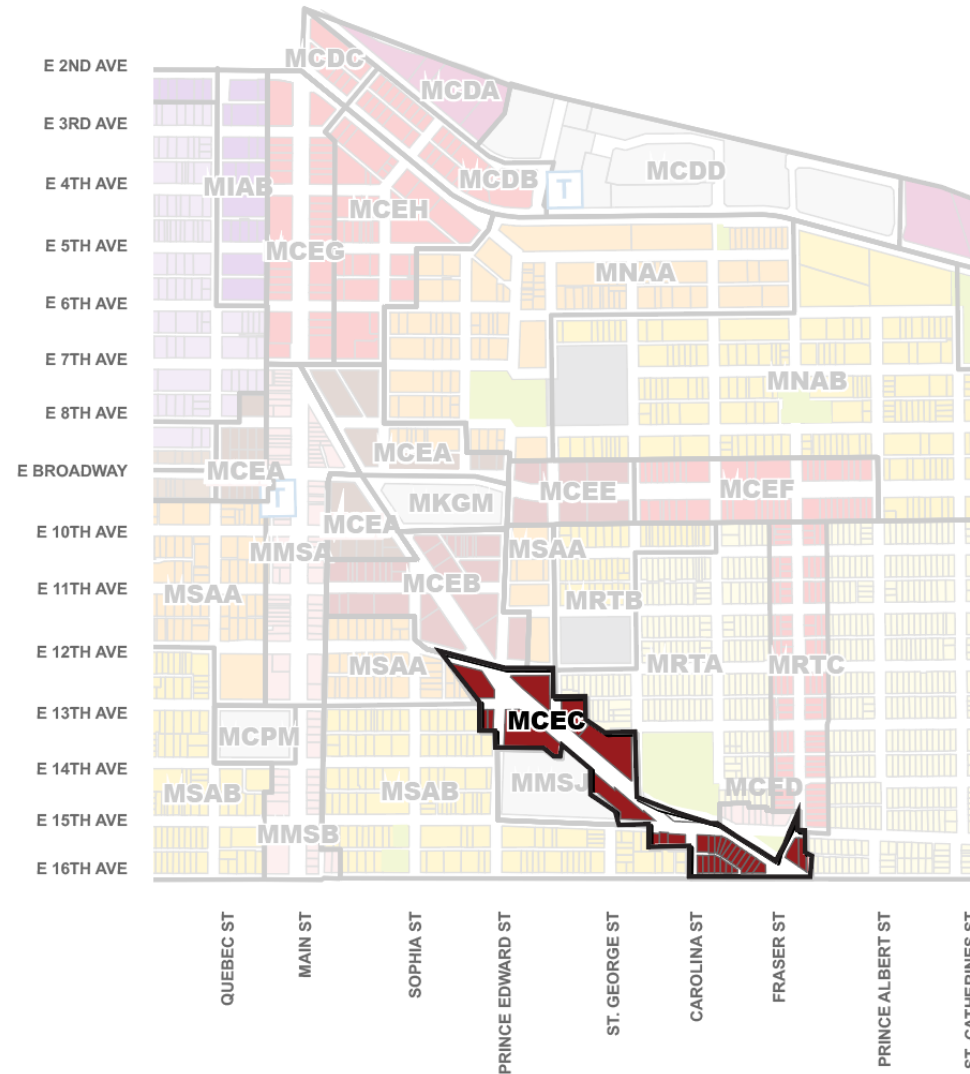 E 2ND AVE
MCDC
MCDA
E 3RD AVE
E 4TH AVE
MIAB
MCDB
T
MCDD
MCEH
E 5TH AVE
MCEG
MNAA
E 6TH AVE
E 7TH AVE
MNAB
E 8TH AVE
MCEA
E BROADWAY
MCEA
MCEE
MCEF
T
MKGM
MCEA
E 10TH AVE
MMSA
MSAA
E 11TH AVE
MCEB
MSAA
MRTB
E 12TH AVE
MSAA
MRTA
MRTC
E 13TH AVE
MCEC
MCPM
E 14TH AVE
MSAB
MSAB
MMSJ
MCED
E 15TH AVE
MMSB
E 16TH AVE
QUEBEC ST
MAIN ST
SOPHIA ST
PRINCE EDWARD ST
ST. GEORGE ST
CAROLINA ST
FRASER ST
PRINCE ALBERT ST
ST. CATHERINES ST